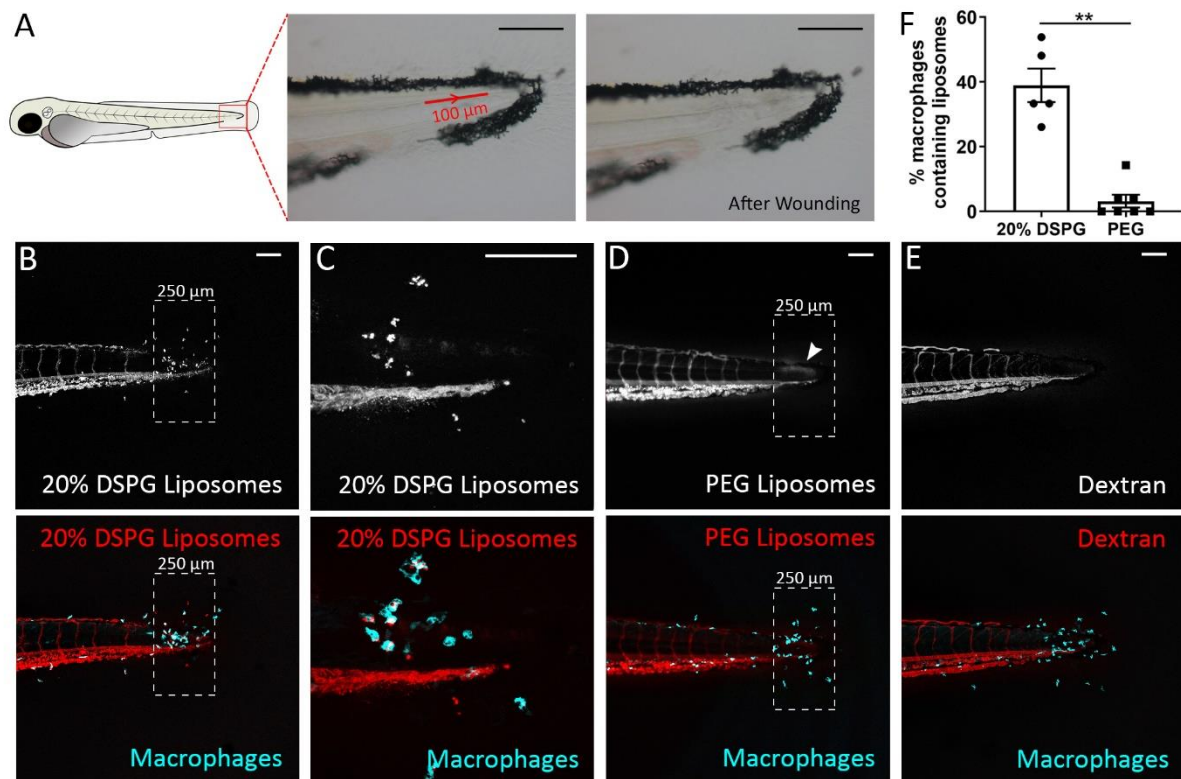 A
100 µm
After Wounding
F
% macrophages
containing liposomes
60
40
20
0
**
20% DSPG
PEG
B
250 µm
20% DSPG Liposomes
C
20% DSPG Liposomes
D
250 µm
PEG Liposomes
E
Dextran
20% DSPG Liposomes
250 µm
Macrophages
20% DSPG Liposomes
Macrophages
PEG Liposomes
250 µm
Macrophages
Dextran
Macrophages